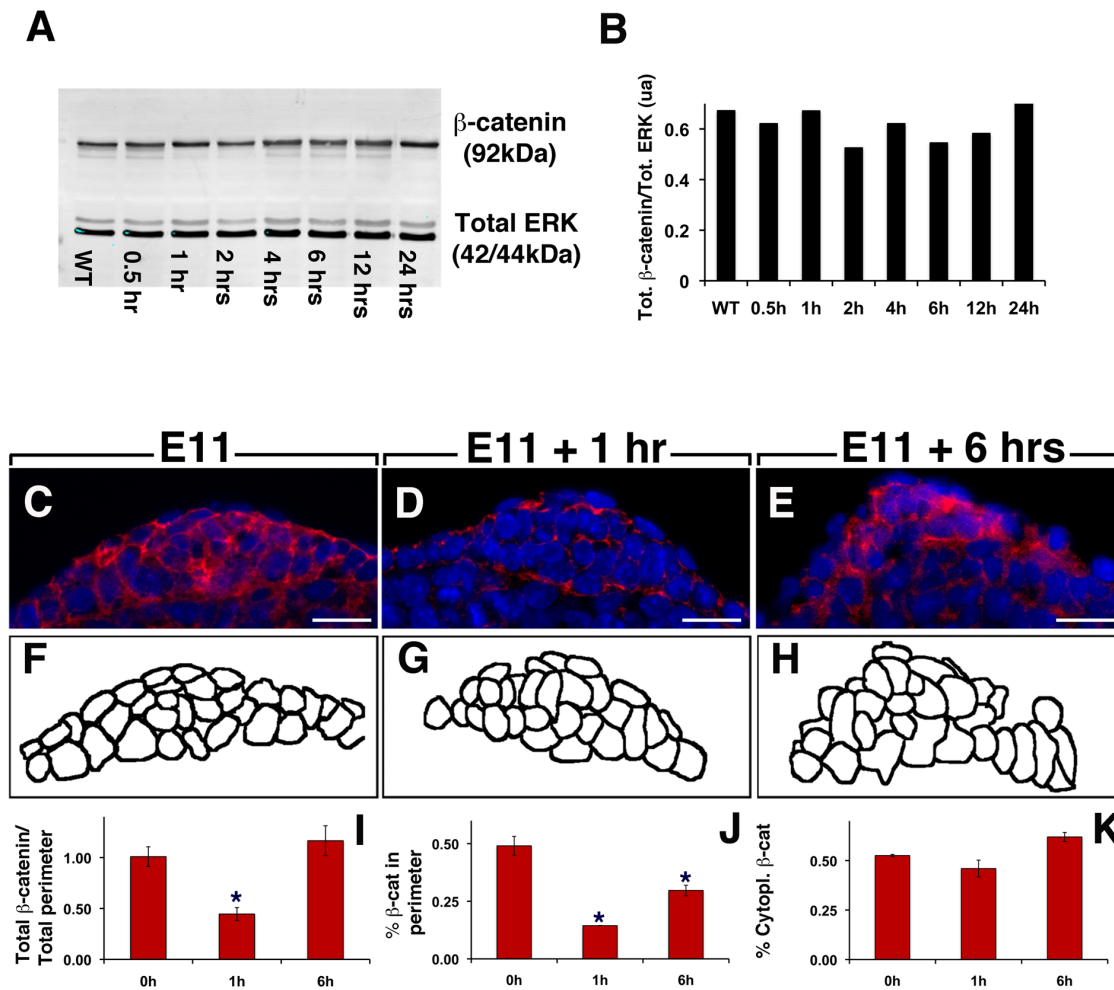 A
β-catenin
(92kDa)
Total ERK
(42/44kDa)
WT
0.5 hr
1 hr
2 hrs
4 hrs
6 hrs
12 hrs
24 hrs
B
Tot. β-catenin/Tot. ERK (ua)
0.6
0.4
0.2
0
WT 0.5h 1h 2h 4h 6h 12h 24h
E11
E11 + 1 hr
E11 + 6 hrs
C
D
E
F
G
H
I
Total β-catenin/
Total perimeter
1.00
0.50
0.00
*
0h 1h 6h
J
% β-cat in
perimeter
0.50
0.25
0.00
*
*
0h 1h 6h
K
% Cytopl. β-cat
0.50
0.25
0.00
0h 1h 6h